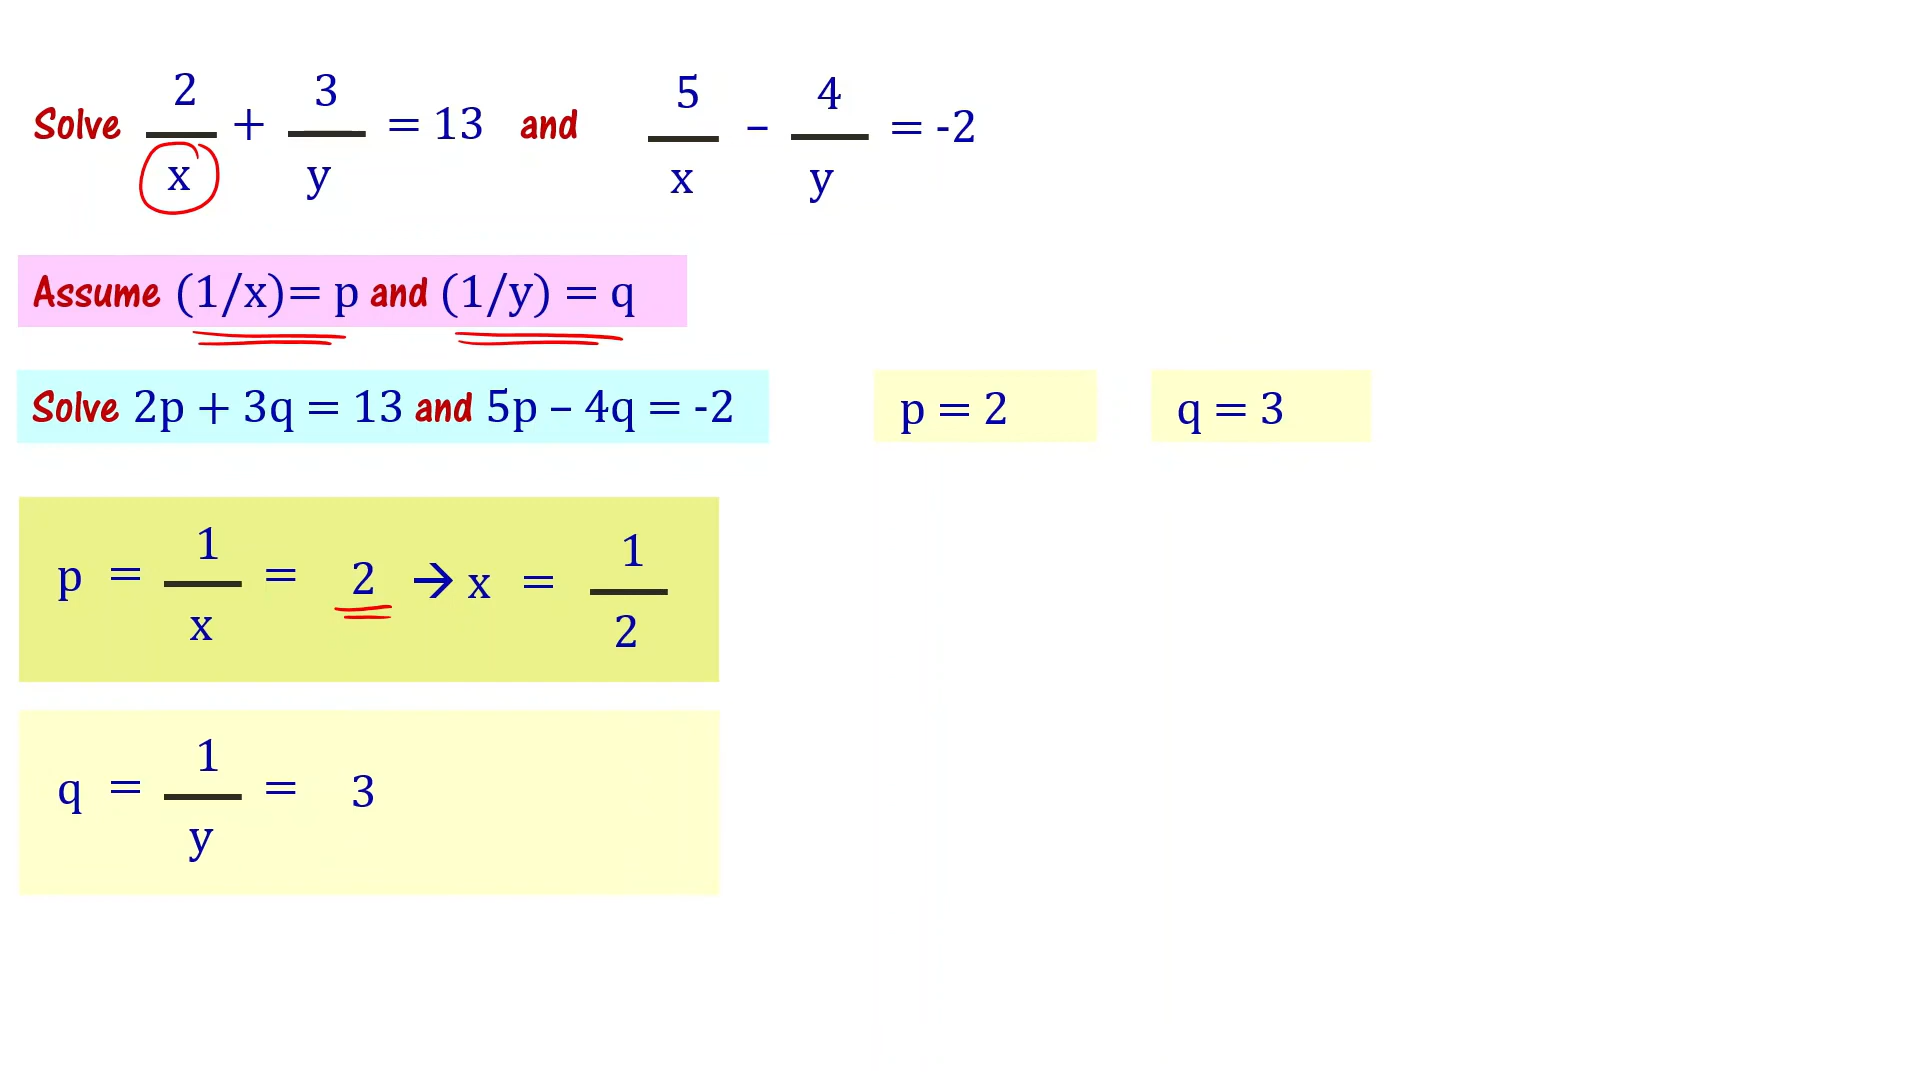 Solve 2/x + 3/y = 13 and 5/x – 4/y = -2
Assume (1/x)= p and (1/y) = q
Solve 2p + 3q = 13 and 5p – 4q = -2
p = 2
q = 3
p = 1/x = 2 → x = 1/2
q = 1/y = 3